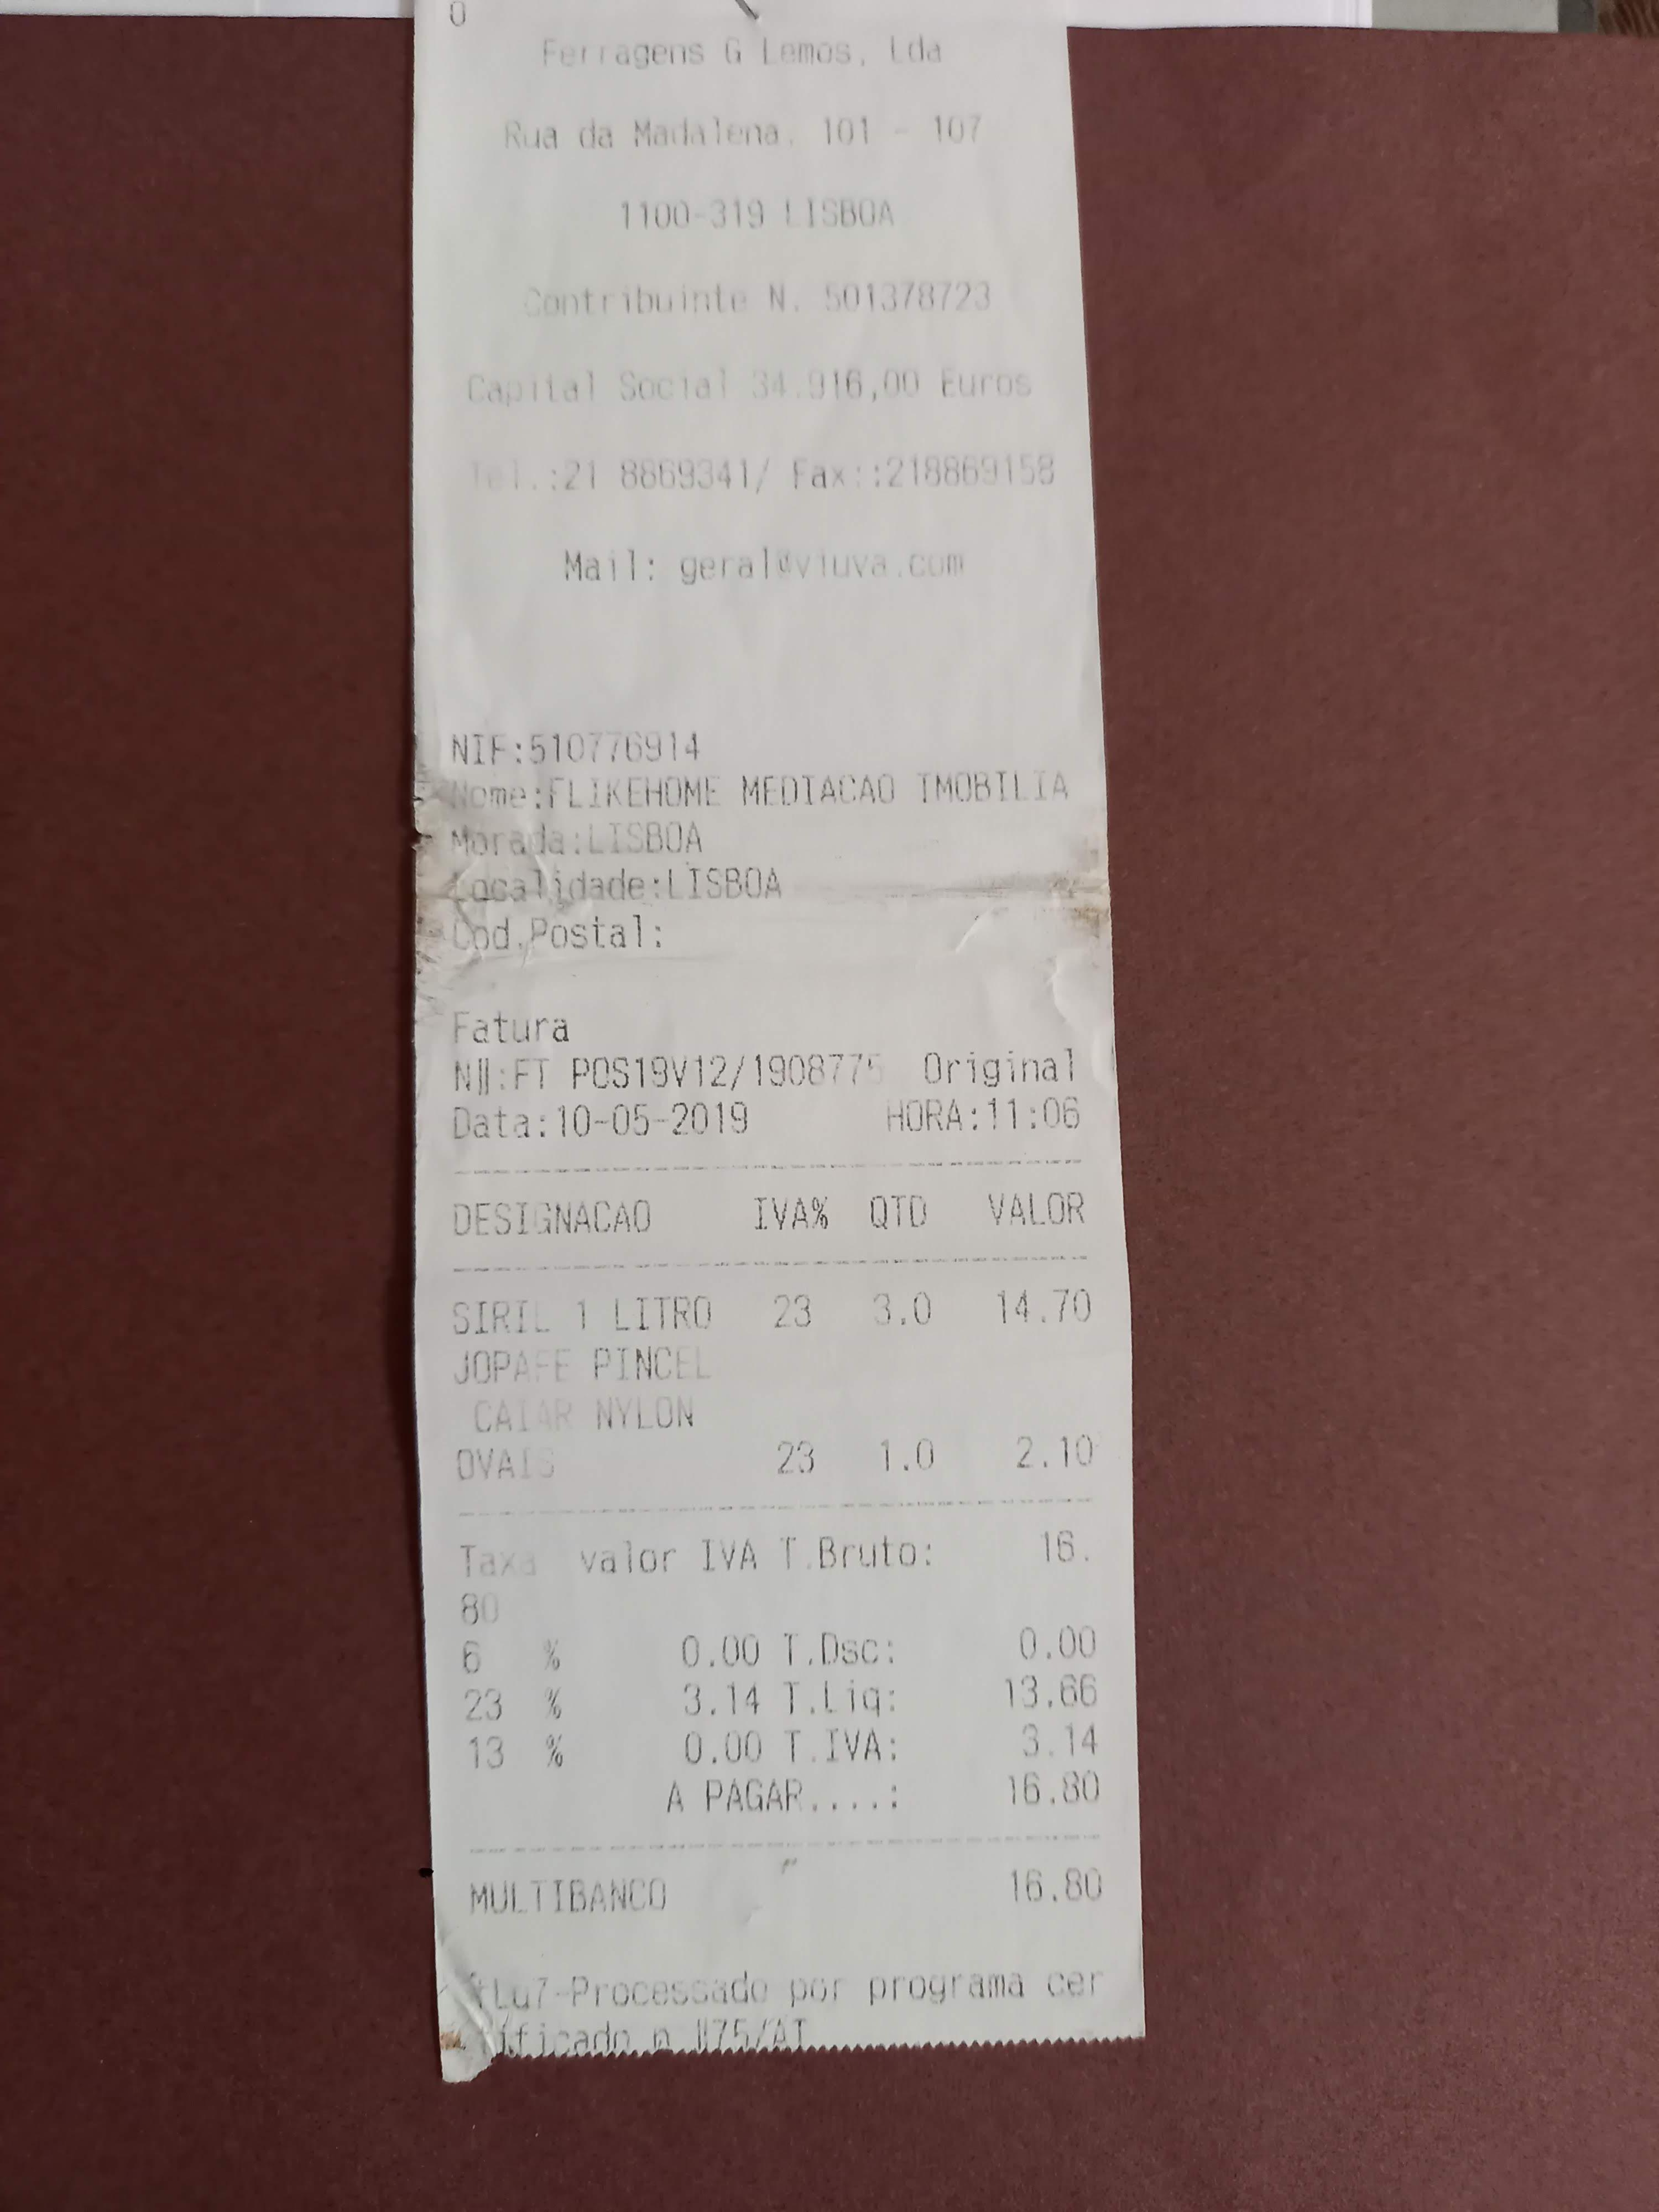 0
Ferragens G Lemos, Lda
Rua da Madalena, 101 - 107
1100-319 LISBOA
Contribuinte N. 501378723
Capital Social 34.916,00 Euros
Tel.:21 8869341/ Fax::218869158
Mail: geral@viuva.com
NIF:510776914
Nome:FLIKEHOME MEDIACAO IMOBILIA
Morada:LISBOA
Localidade:LISBOA
Cod.Postal:
Fatura
N║:FT POS19V12/1908775 Original
Data:10-05-2019 HORA:11:06
DESIGNACAO IVA% QTD VALOR
SIRIL 1 LITRO 23 3.0 14.70
JOPAFE PINCEL
CAIAR NYLON
OVAIS 23 1.0 2.10
Taxa valor IVA T.Bruto: 16.
80
6 % 0.00 T.Dsc: 0.00
23 % 3.14 T.Liq: 13.66
13 % 0.00 T.IVA: 3.14
A PAGAR....: 16.80
MULTIBANCO 16.80
fLu7-Processado por programa cer
tificado n ║75/AT